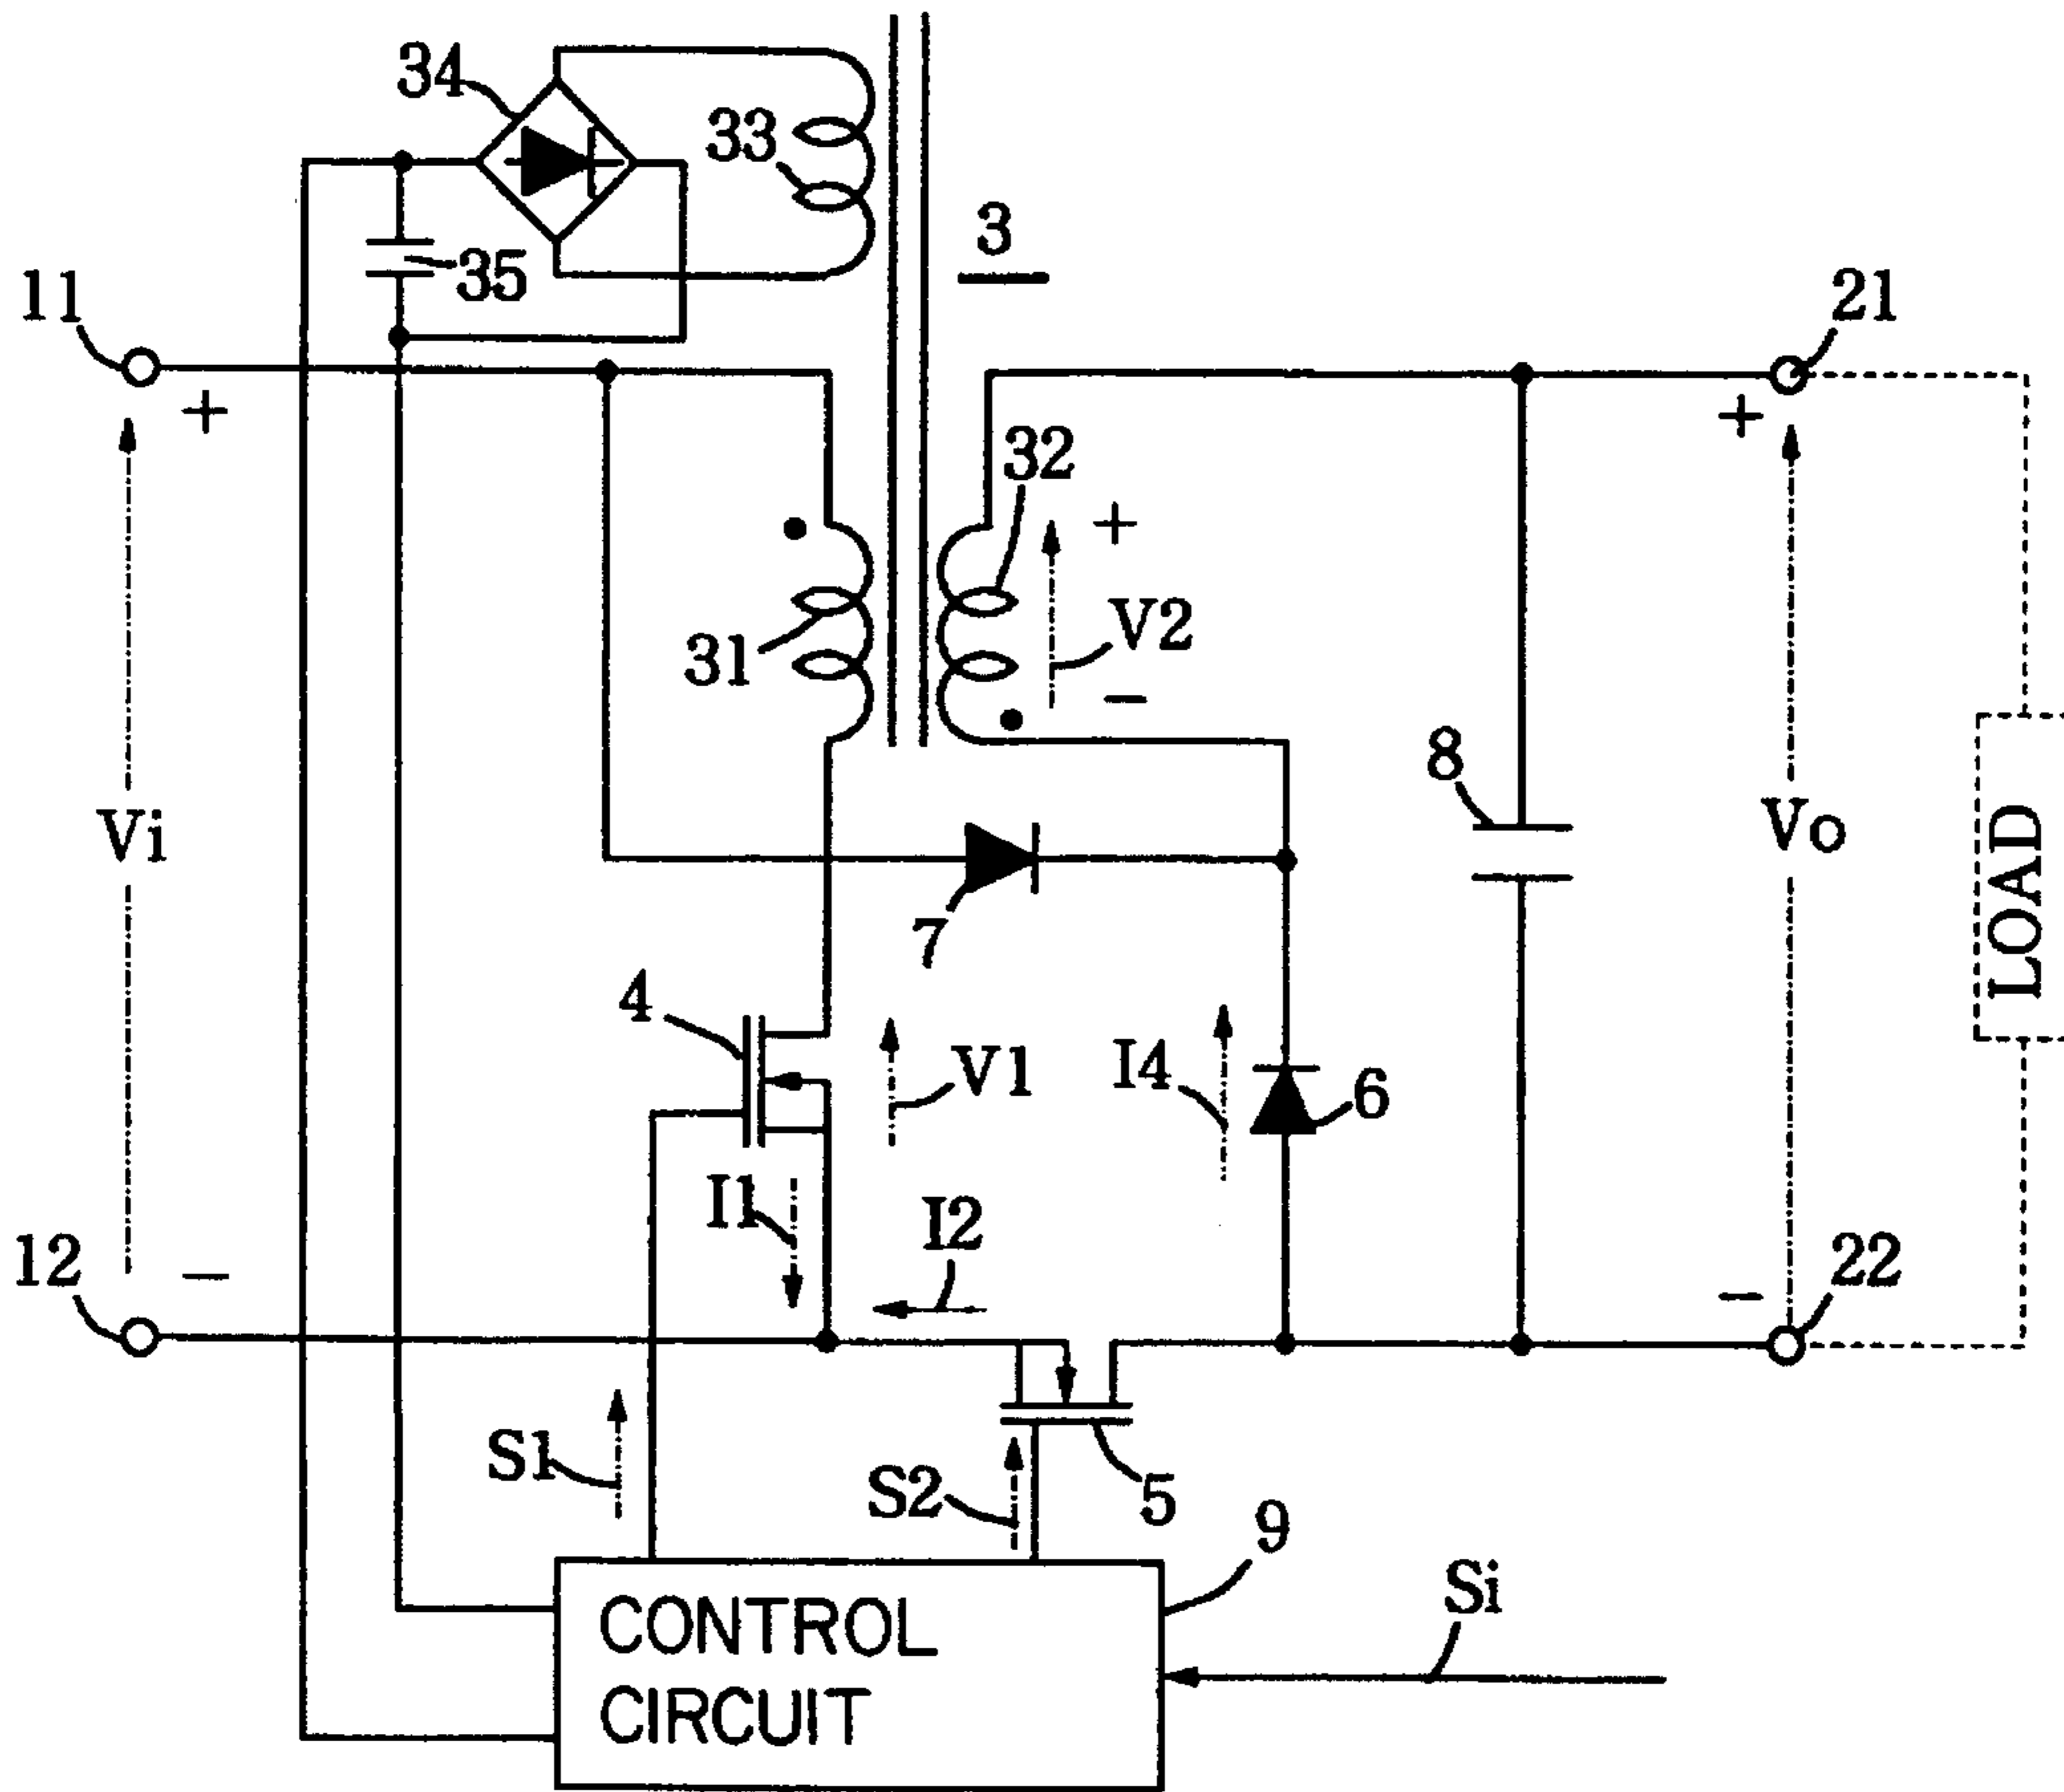 34
33
3
35
11
21
+
+
32
+
31
V2
−
8
Vi
Vo
LOAD
7
4
V1
I4
6
I1
I2
12
−
−
22
S1
S2
5
9
CONTROL
CIRCUIT
Si